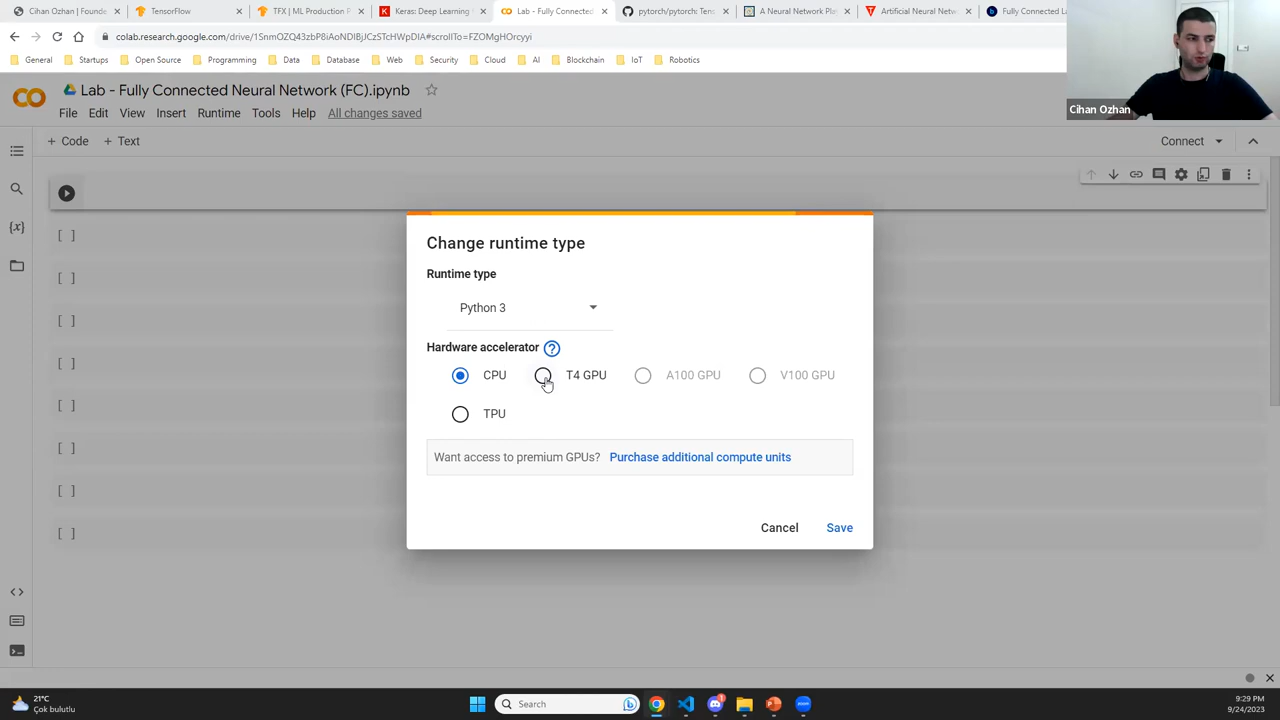 Cihan Ozhan | Founde
TensorFlow
TFX | ML Production P
Keras: Deep Learning f
Lab - Fully Connected
pytorch/pytorch: Tens
A Neural Network Pla
Artificial Neural Netw
Fully Connected La
colab.research.google.com/drive/1SnmOZQ43zbP8iAoNDIBjJCzSTcHWpDIA#scrollTo=FZOMgHOrcyyi
General Startups Open Source Programming Data Database Web Security Cloud AI Blockchain IoT Robotics
Lab - Fully Connected Neural Network (FC).ipynb
File Edit View Insert Runtime Tools Help All changes saved
Cihan Ozhan
+ Code + Text
Connect
{x}
[ ]
[ ]
[ ]
[ ]
[ ]
[ ]
[ ]
[ ]
Change runtime type
Runtime type
Python 3
Hardware accelerator ?
CPU T4 GPU A100 GPU V100 GPU
TPU
Want access to premium GPUs? Purchase additional compute units
Cancel Save
21°C
Çok bulutlu
Search
9:29 PM
9/24/2023